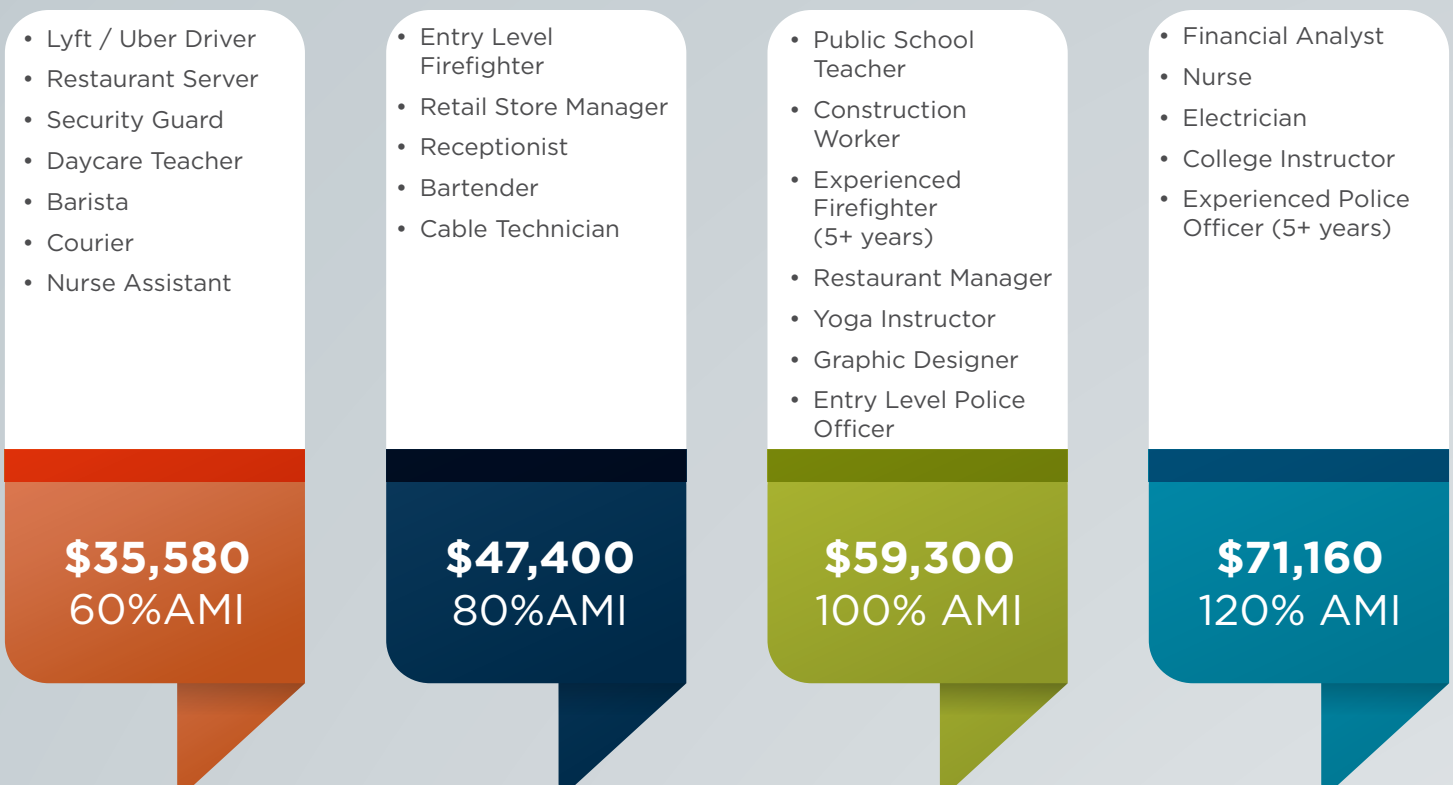 • Lyft / Uber Driver
• Restaurant Server
• Security Guard
• Daycare Teacher
• Barista
• Courier
• Nurse Assistant
$35,580
60%AMI
• Entry Level
Firefighter
• Retail Store Manager
• Receptionist
• Bartender
• Cable Technician
$47,400
80%AMI
• Public School
Teacher
• Construction
Worker
• Experienced
Firefighter
(5+ years)
• Restaurant Manager
• Yoga Instructor
• Graphic Designer
• Entry Level Police
Officer
$59,300
100% AMI
• Financial Analyst
• Nurse
• Electrician
• College Instructor
• Experienced Police
Officer (5+ years)
$71,160
120% AMI